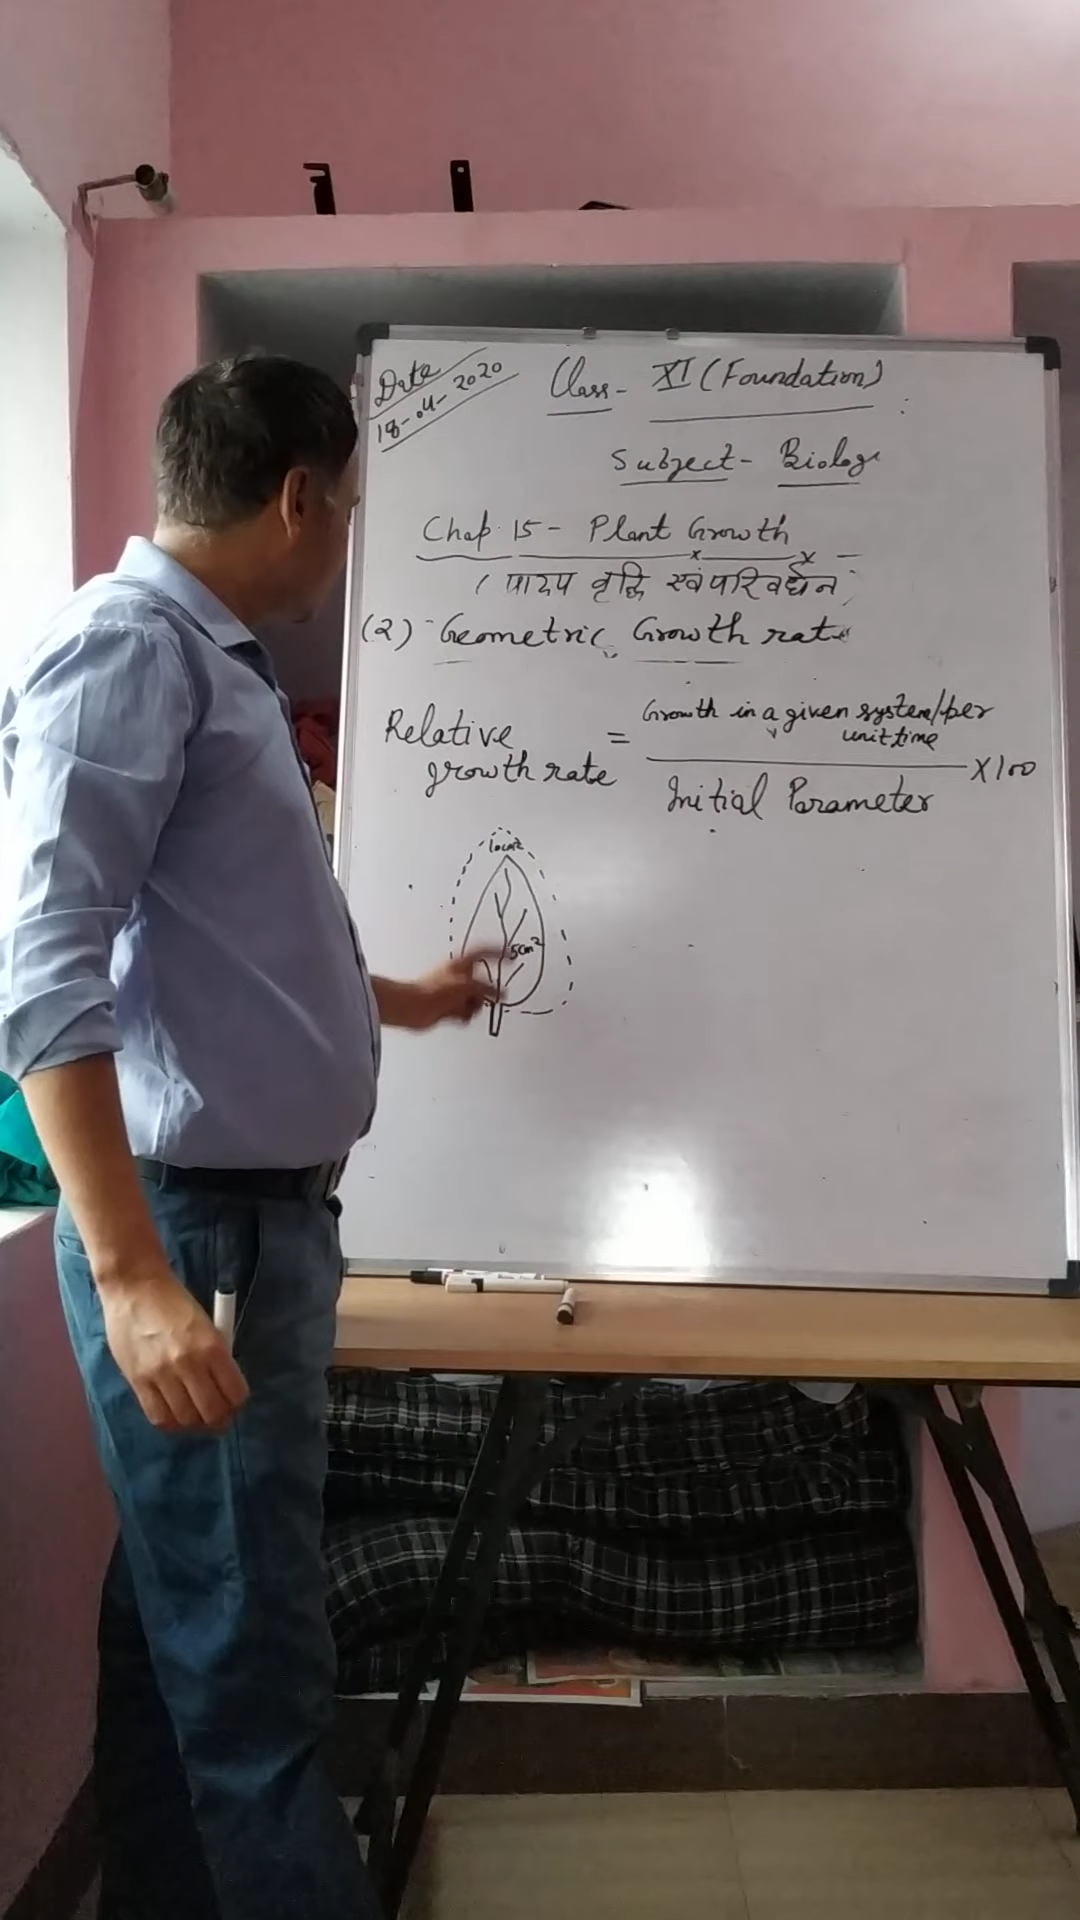 Date
18-04-2020
Class- XI (Foundation)
Subject- Biology
Chap. 15 - Plant Growth
( पादप वृद्धि एवं परिवर्धन )
(2) Geometric Growth rate
Relative growth rate = Growth in a given system/per unit time X100
Initial Parameter
10cm²
5cm²